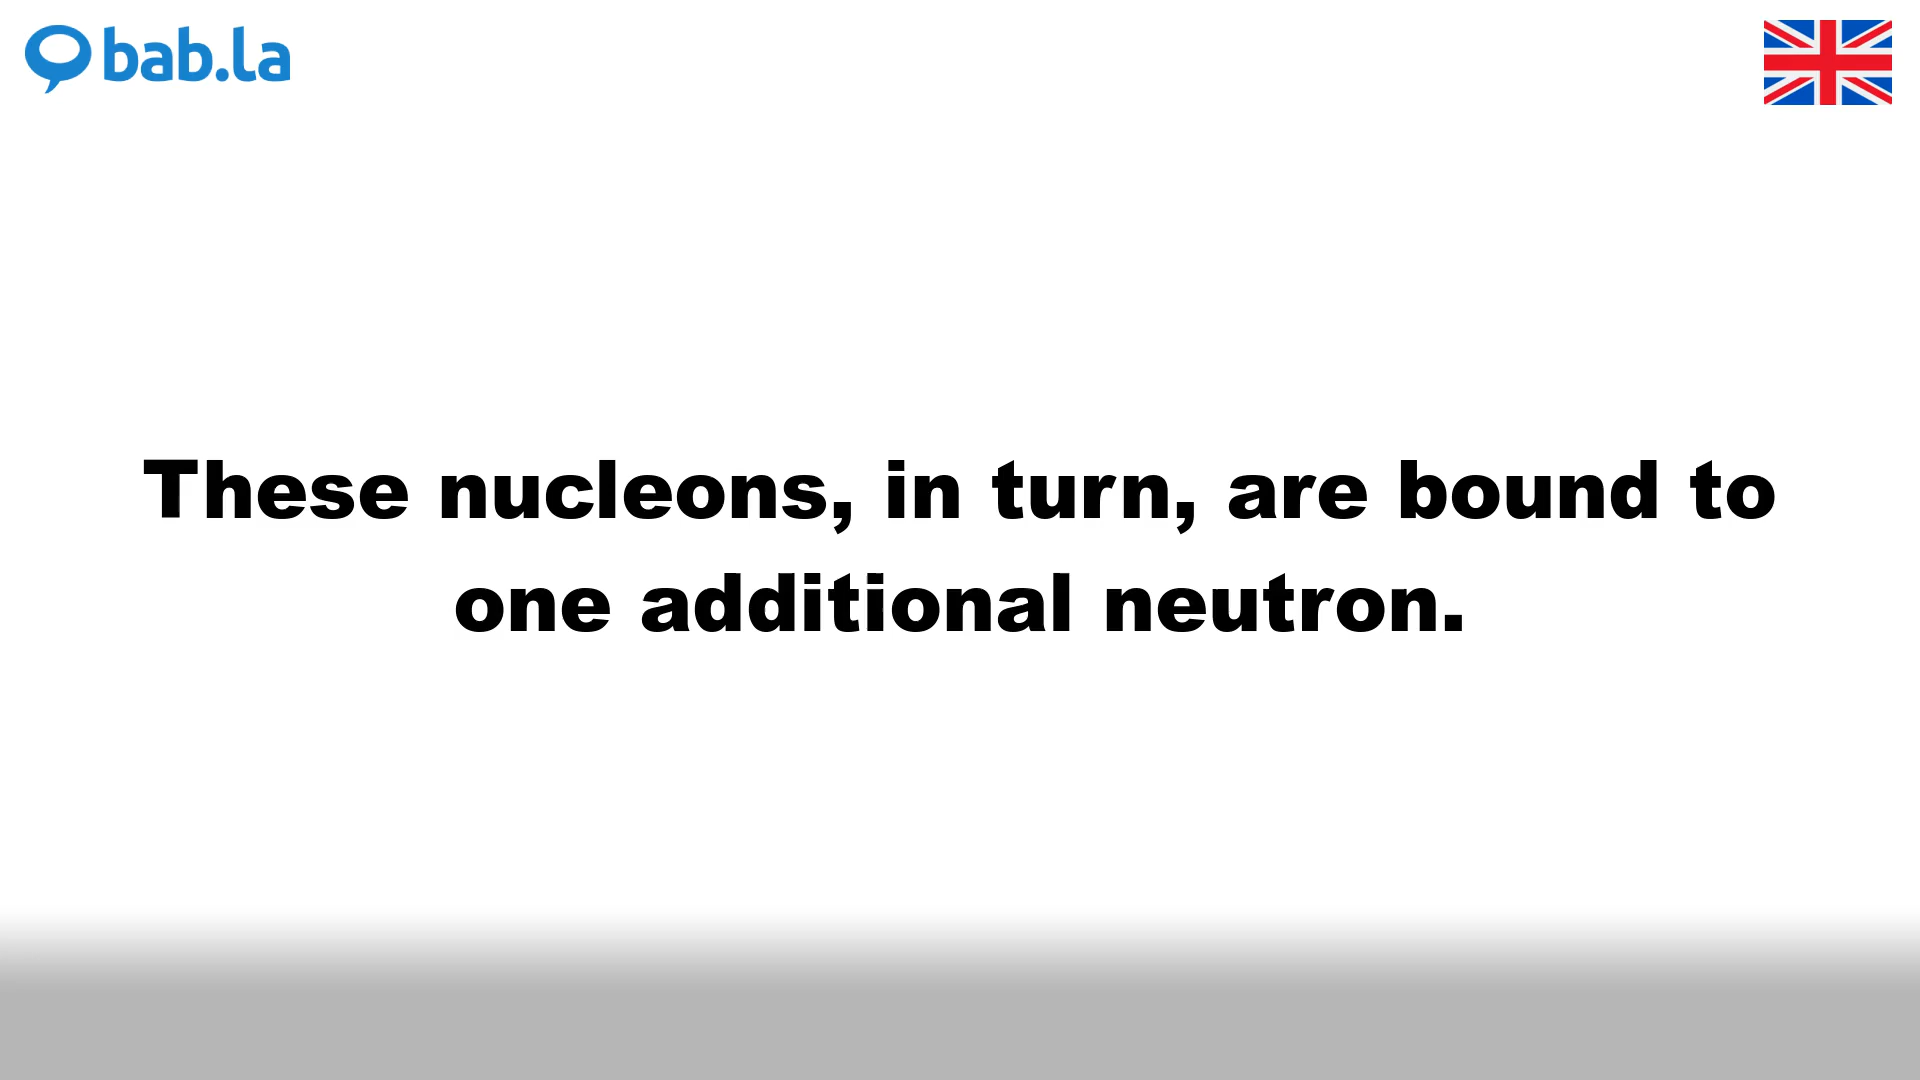 bab.la
These nucleons, in turn, are bound to
one additional neutron.